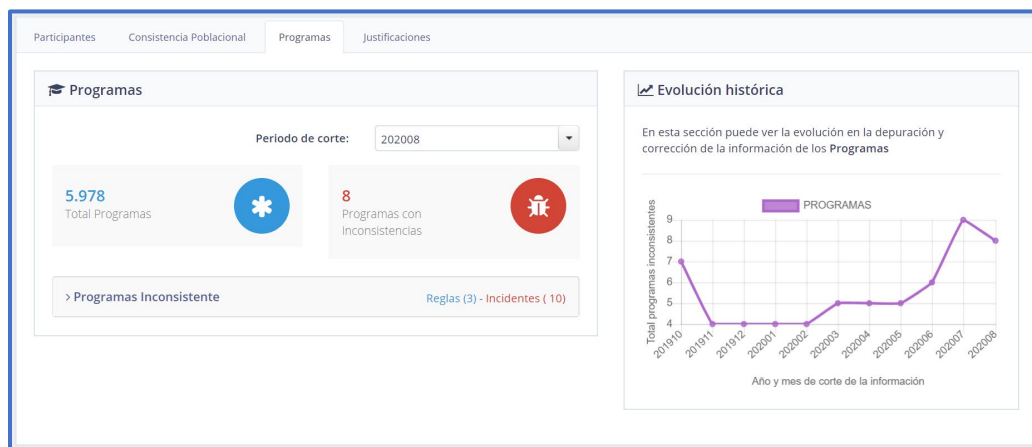 Participantes Consistencia Poblacional Programas Justificaciones
Programas
Periodo de corte: 202008
5.978
Total Programas
8
Programas con
Inconsistencias
> Programas Inconsistente Reglas (3) - Incidentes ( 10)
Evolución histórica
En esta sección puede ver la evolución en la depuración y
corrección de la información de los Programas
PROGRAMAS
Total programas inconsistentes
9
8
7
6
5
4
201910 201911 201912 202001 202002 202003 202004 202005 202006 202007 202008
Año y mes de corte de la información